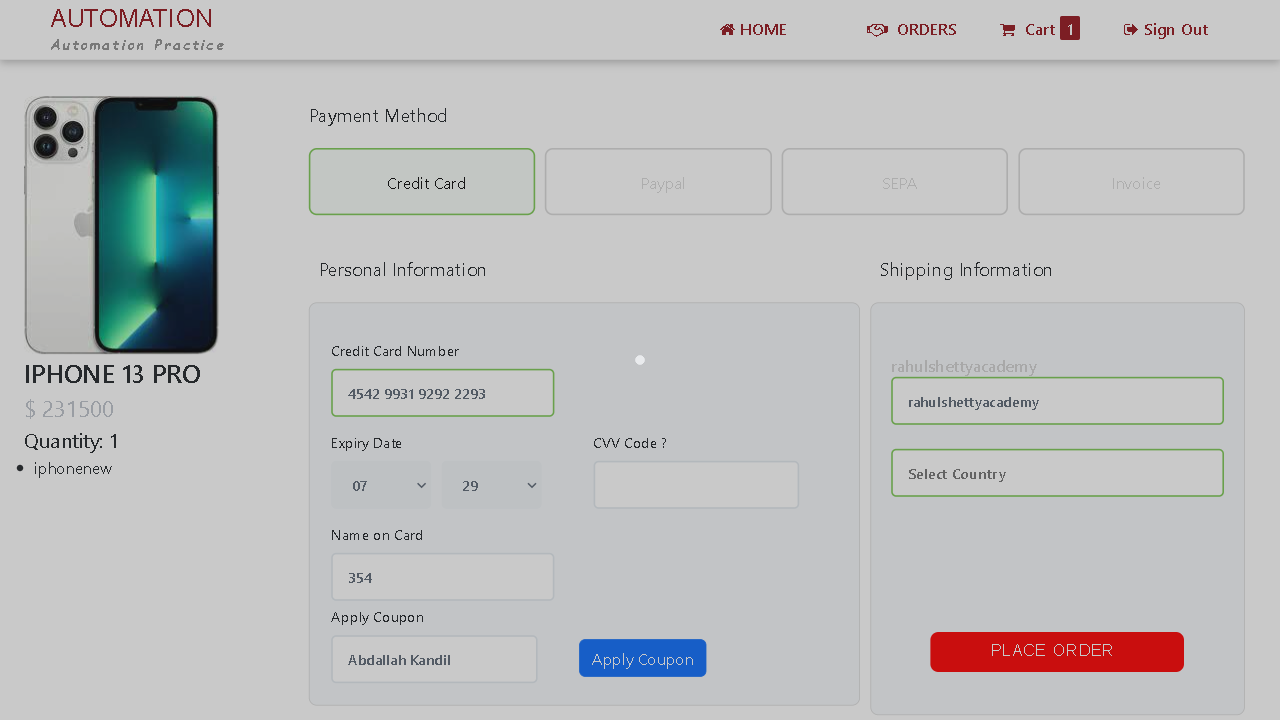 AUTOMATION
Automation Practice
HOME
ORDERS
Cart 1
Sign Out
IPHONE 13 PRO
$ 231500
Quantity: 1
iphonenew
Payment Method
Credit Card
Paypal
SEPA
Invoice
Personal Information
Credit Card Number
4542 9931 9292 2293
Expiry Date
CVV Code ?
07
29
Name on Card
354
Apply Coupon
Abdallah Kandil
Apply Coupon
Shipping Information
rahulshettyacademy
rahulshettyacademy
Select Country
PLACE ORDER